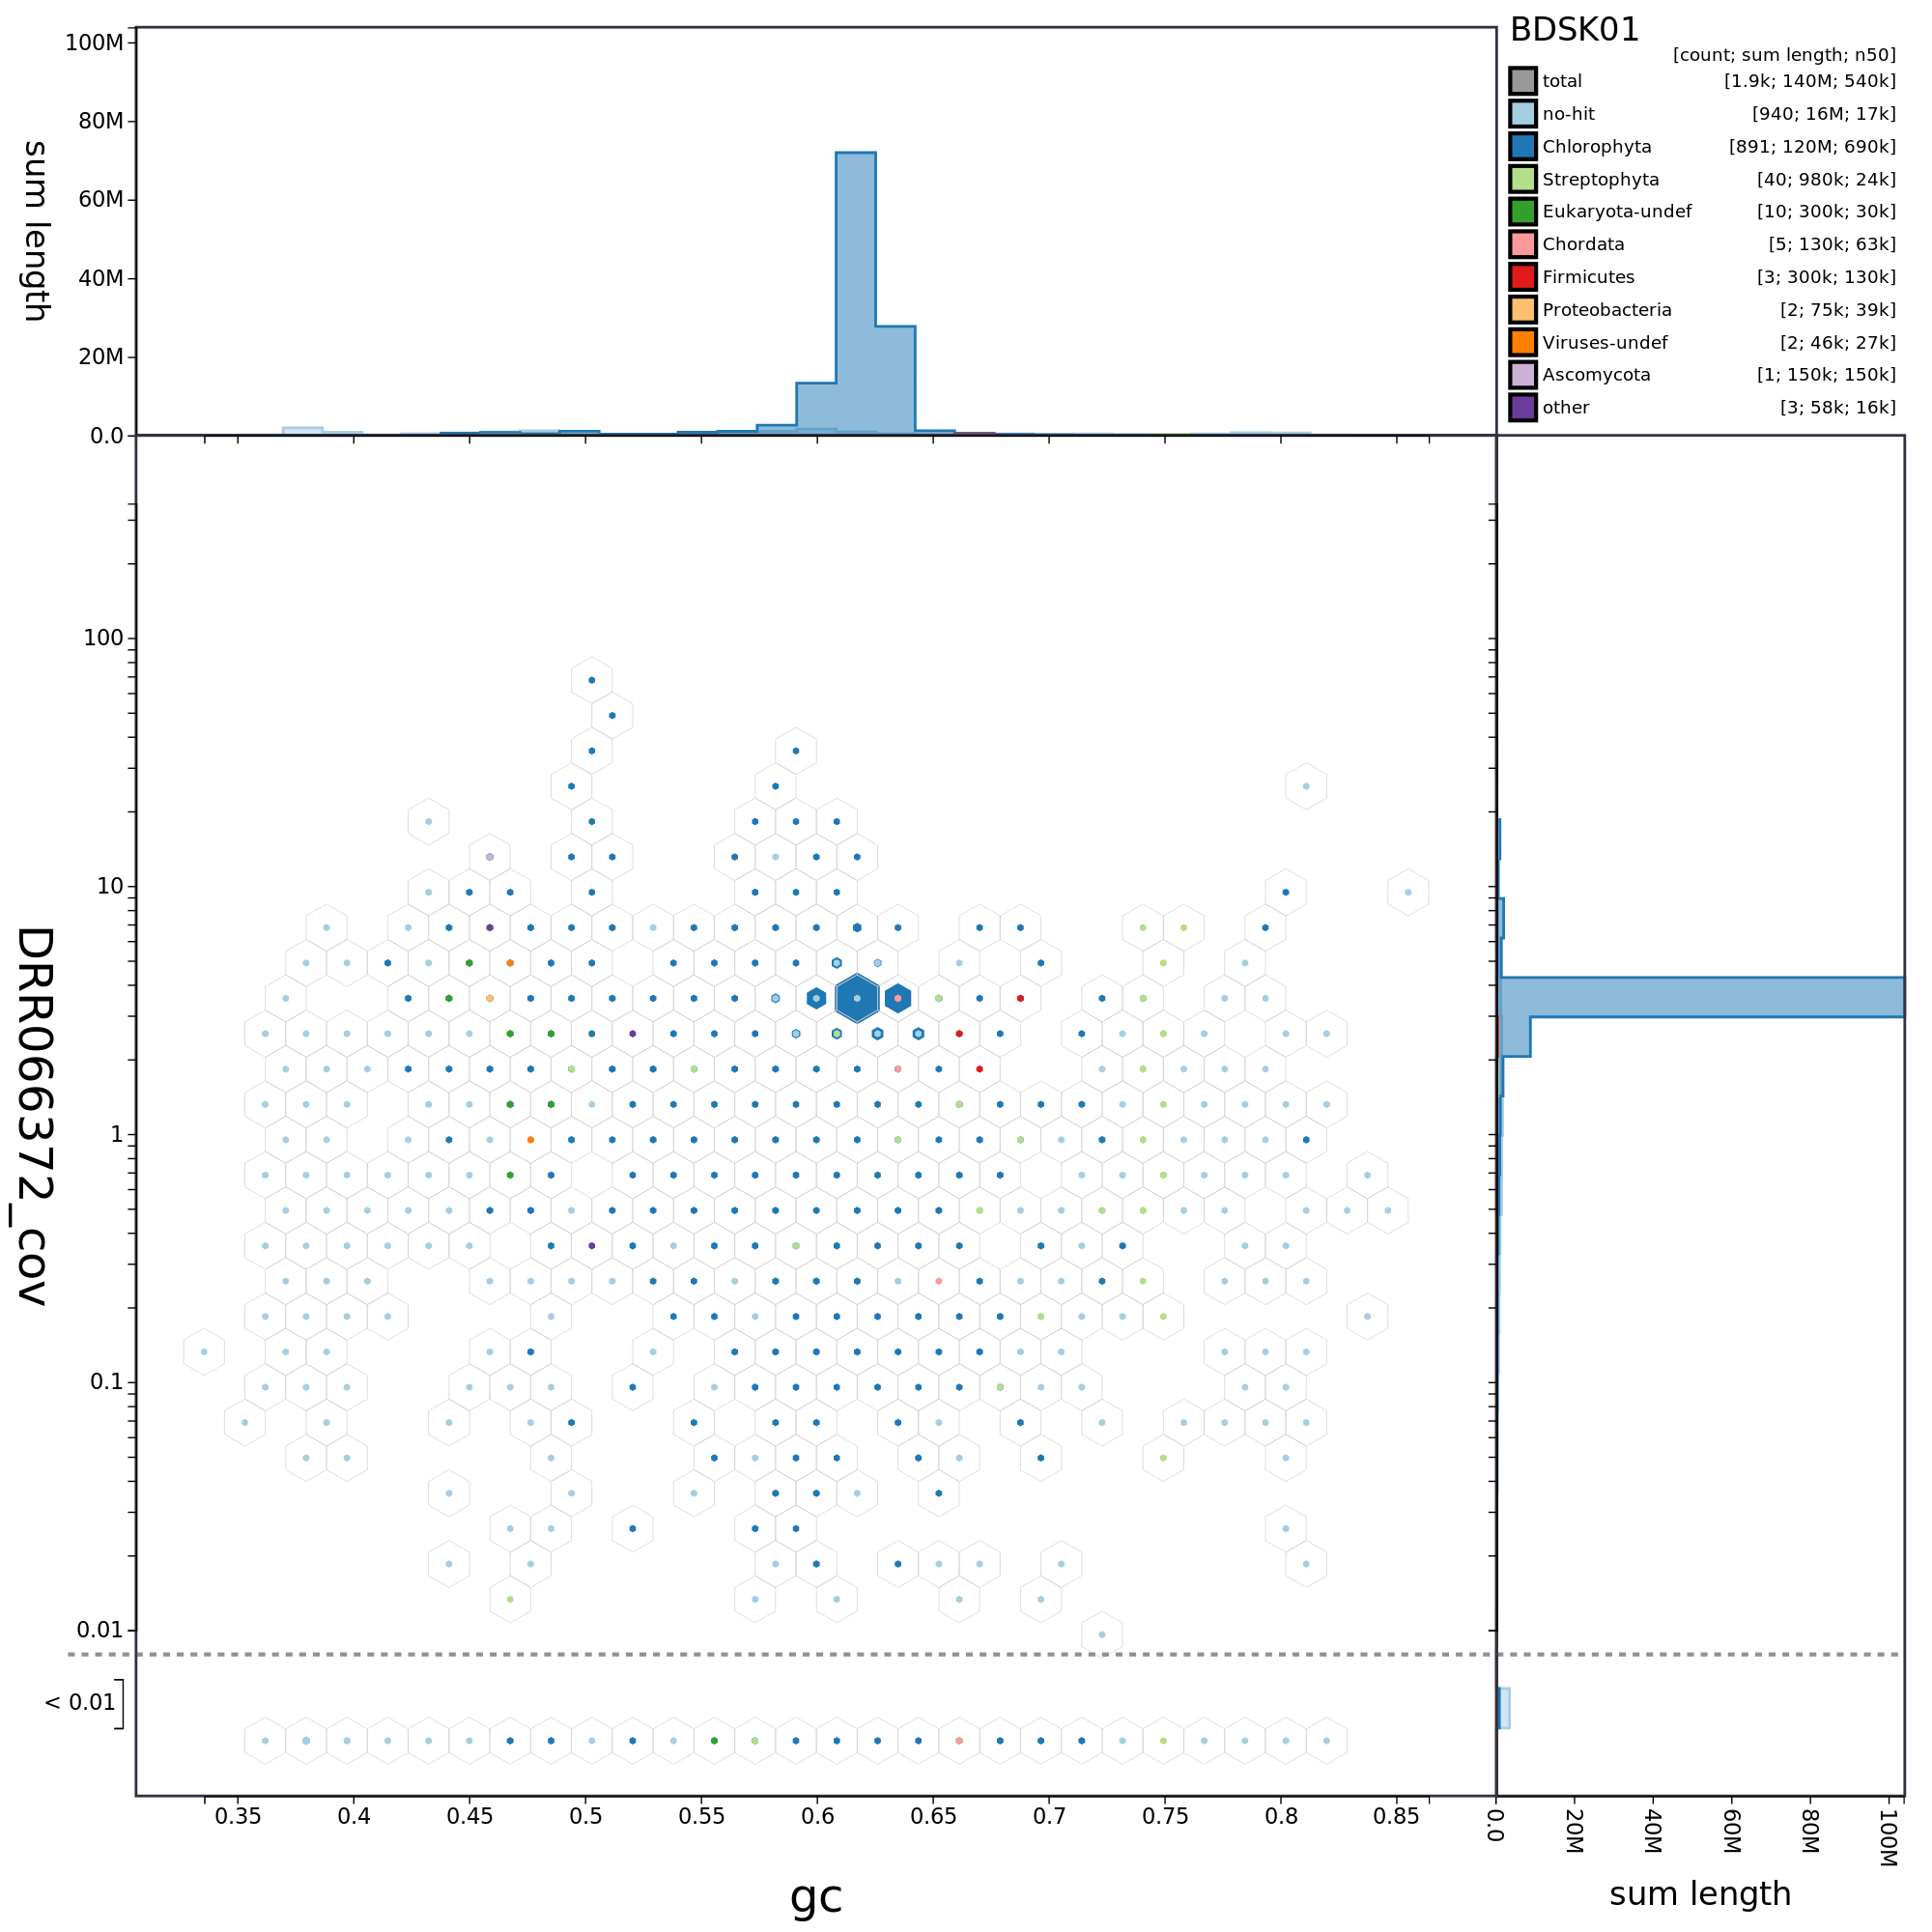 BDSK01
[count; sum length; n50]
total [1.9k; 140M; 540k]
no-hit [940; 16M; 17k]
Chlorophyta [891; 120M; 690k]
Streptophyta [40; 980k; 24k]
Eukaryota-undef [10; 300k; 30k]
Chordata [5; 130k; 63k]
Firmicutes [3; 300k; 130k]
Proteobacteria [2; 75k; 39k]
Viruses-undef [2; 46k; 27k]
Ascomycota [1; 150k; 150k]
other [3; 58k; 16k]
sum length
100M
80M
60M
40M
20M
0.0
DRR066372_cov
100
10
1
0.1
0.01
< 0.01
0.35 0.4 0.45 0.5 0.55 0.6 0.65 0.7 0.75 0.8 0.85
gc
0.0 20M 40M 60M 80M 100M
sum length